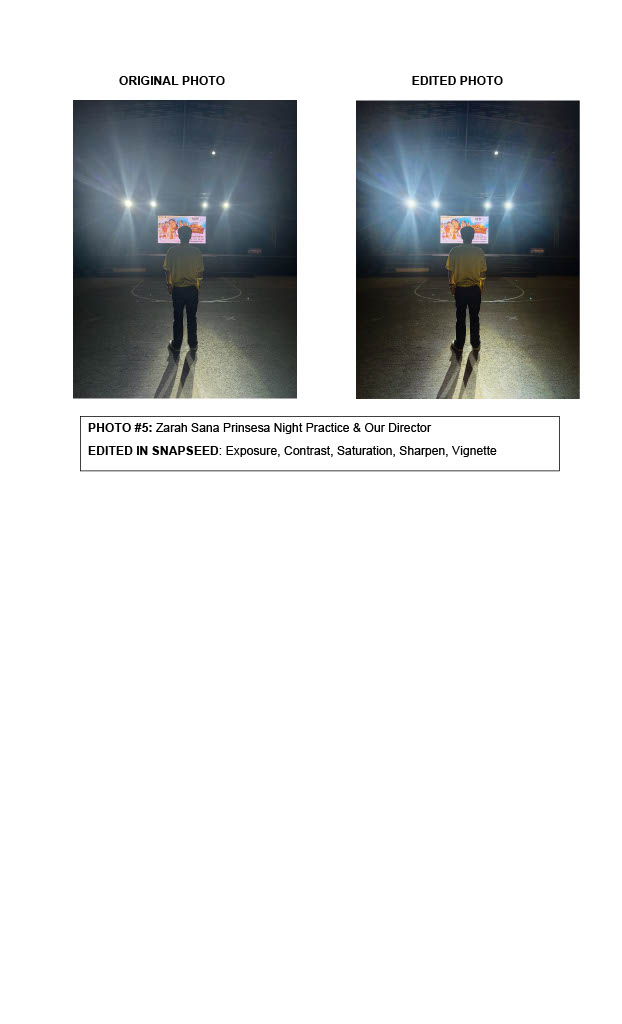 ORIGINAL PHOTO EDITED PHOTO
PHOTO #5: Zarah Sana Prinsesa Night Practice & Our Director
EDITED IN SNAPSEED: Exposure, Contrast, Saturation, Sharpen, Vignette